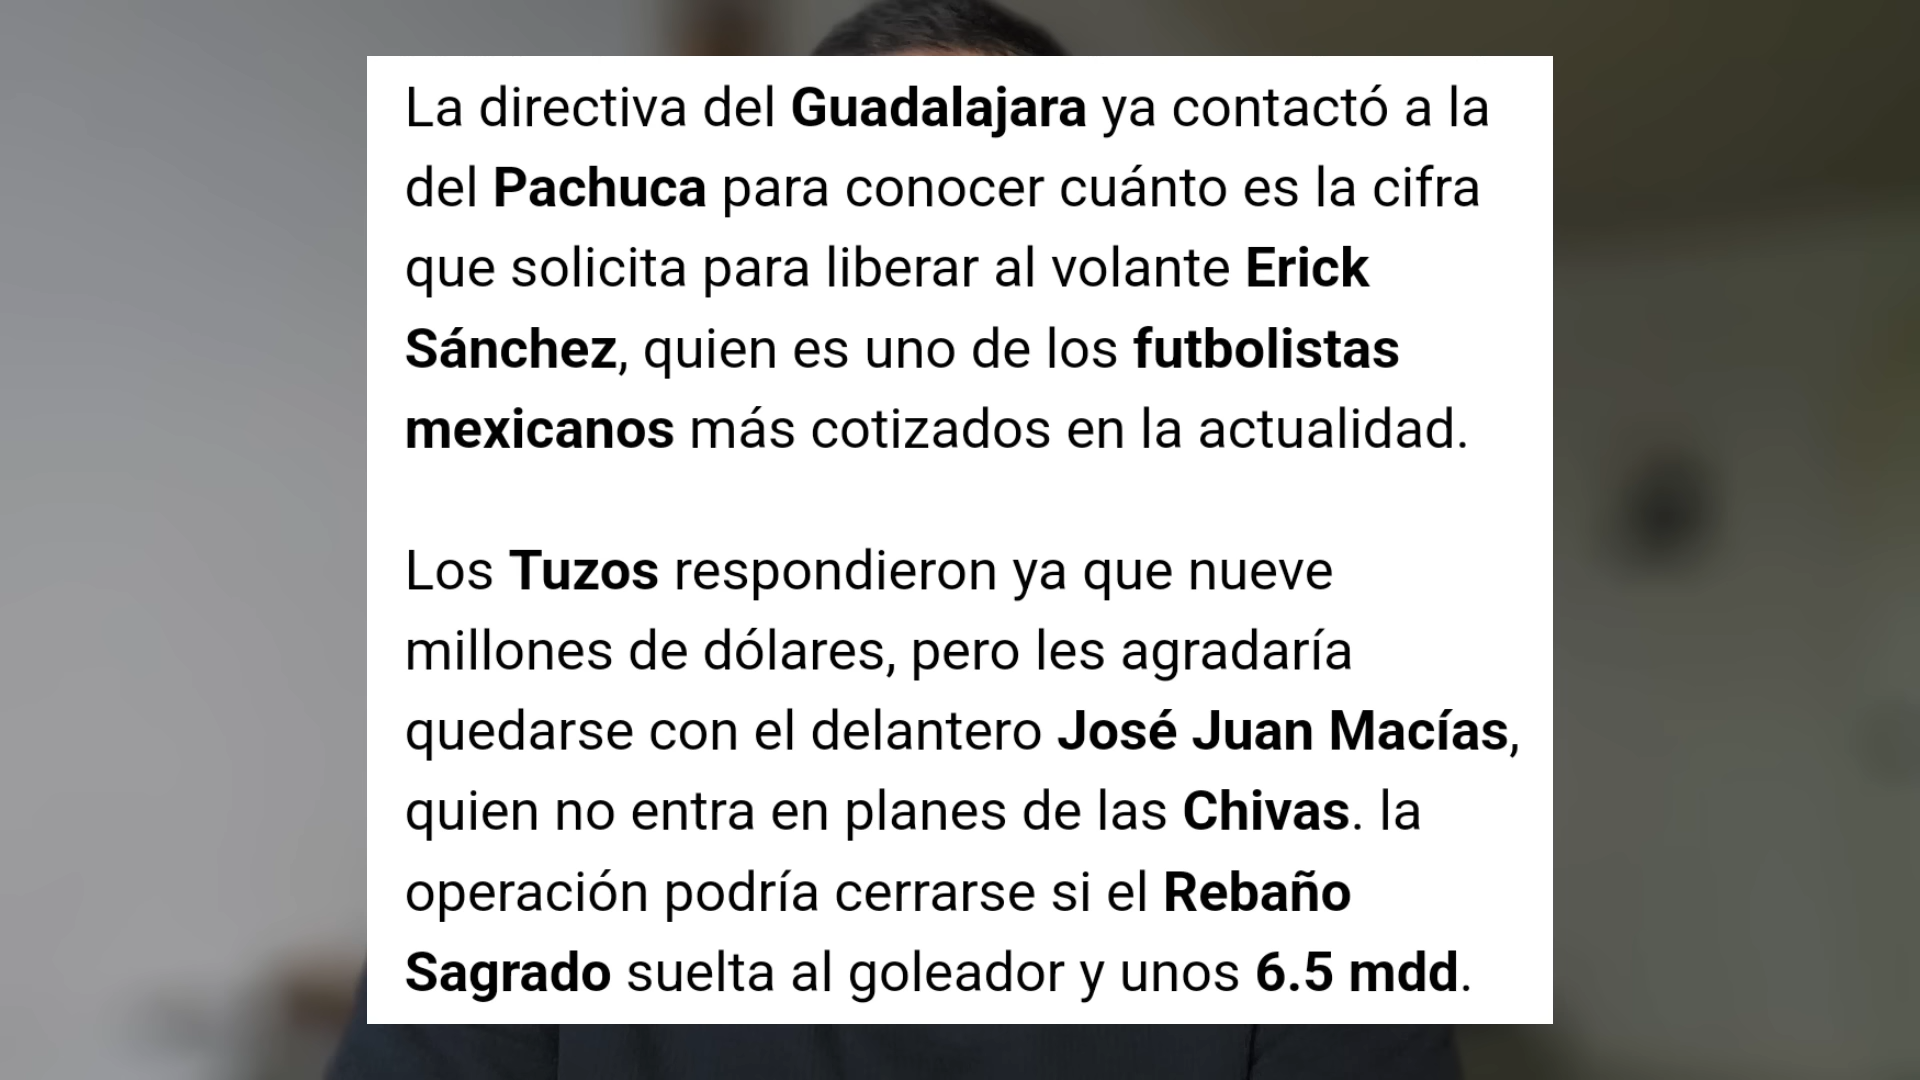 La directiva del Guadalajara ya contactó a la
del Pachuca para conocer cuánto es la cifra
que solicita para liberar al volante Erick
Sánchez, quien es uno de los futbolistas
mexicanos más cotizados en la actualidad.
Los Tuzos respondieron ya que nueve
millones de dólares, pero les agradaría
quedarse con el delantero José Juan Macías,
quien no entra en planes de las Chivas. la
operación podría cerrarse si el Rebaño
Sagrado suelta al goleador y unos 6.5 mdd.